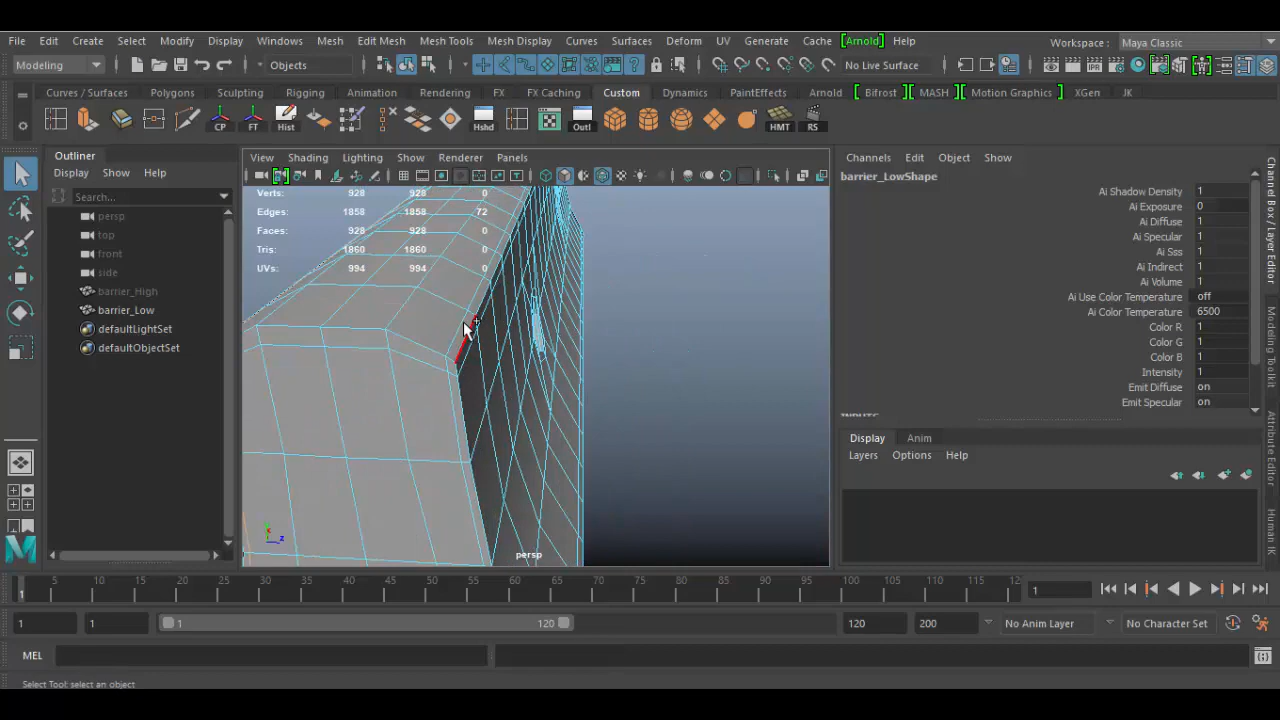 File Edit Create Select Modify Display Windows Mesh Edit Mesh Mesh Tools Mesh Display Curves Surfaces Deform UV Generate Cache Arnold Help Workspace: Maya Classic
Modeling Objects No Live Surface
Curves / Surfaces Polygons Sculpting Rigging Animation Rendering FX FX Caching Custom Dynamics PaintEffects Arnold Bifrost MASH Motion Graphics XGen JK
CP FT Hist Hshd Outl HMT RS
Outliner
Display Show Help
Search...
persp
top
front
side
barrier_High
barrier_Low
defaultLightSet
defaultObjectSet
View Shading Lighting Show Renderer Panels
Verts: 928 928 0
Edges: 1858 1858 72
Faces: 930 930 0
Tris: 1860 1860 0
UVs: 994 994 0
persp
Channels Edit Object Show
barrier_LowShape
Ai Shadow Density 1
Ai Exposure 0
Ai Diffuse 1
Ai Specular 1
Ai Sss 1
Ai Indirect 1
Ai Volume 1
Ai Use Color Temperature off
Ai Color Temperature 6500
Color R 1
Color G 1
Color B 1
Intensity 1
Emit Diffuse on
Emit Specular on
INPUTS
Display Anim
Layers Options Help
Channel Box / Layer Editor
Modeling Toolkit
Attribute Editor
Human IK
5 10 15 20 25 30 35 40 45 50 55 60 65 70 75 80 85 90 95 100 105 110 115 12
1 1
1 1 1 120 120 200 No Anim Layer No Character Set
MEL
Select Tool: select an object